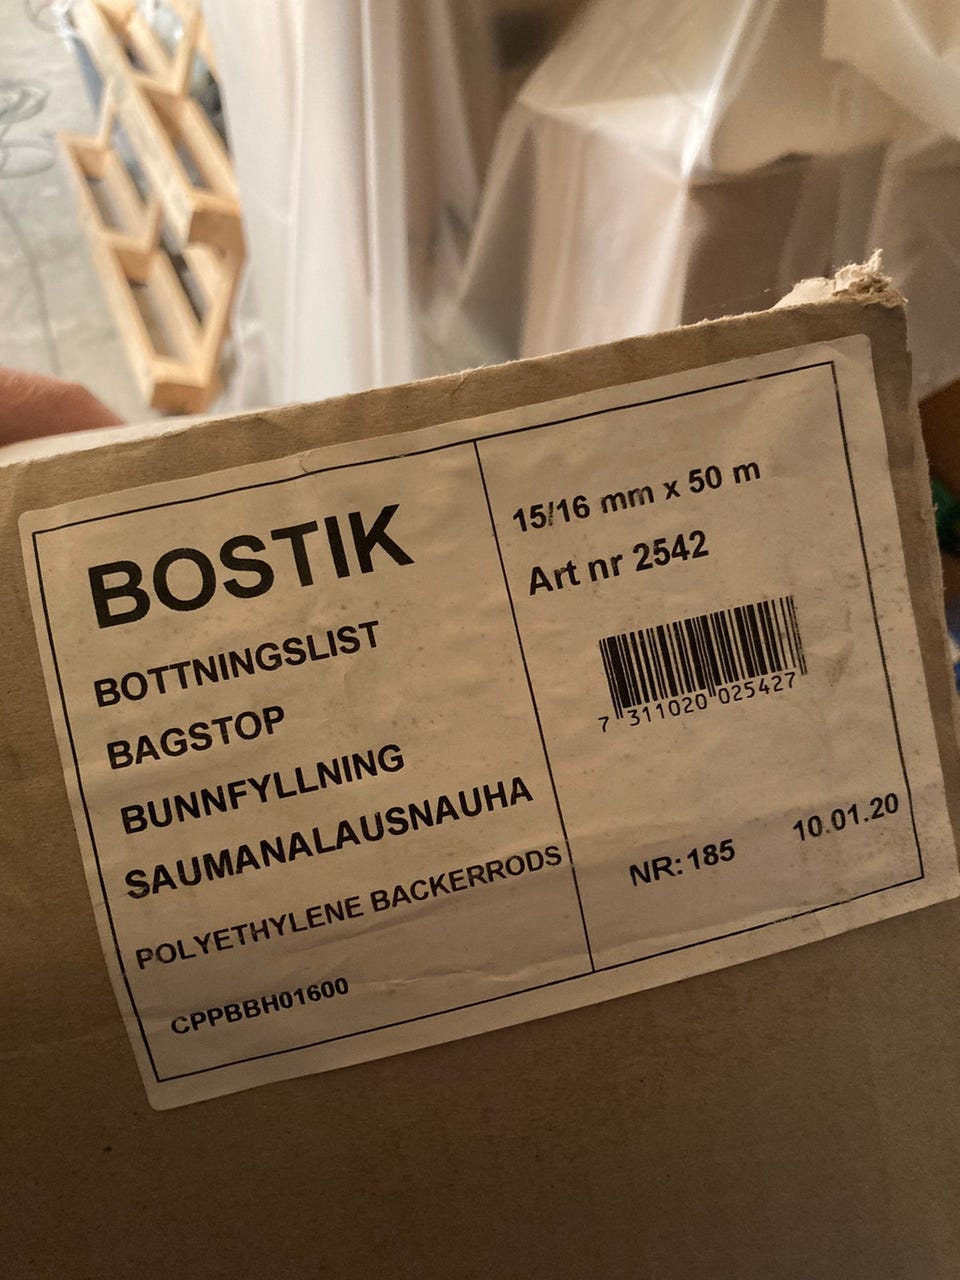 BOSTIK
BOTTNINGSLIST
BAGSTOP
BUNNFYLLNING
SAUMANALAUSNAUHA
POLYETHYLENE BACKERRODS
CPPBBH01600
15/16 mm x 50 m
Art nr 2542
7 311020 025427
NR: 185 10.01.20